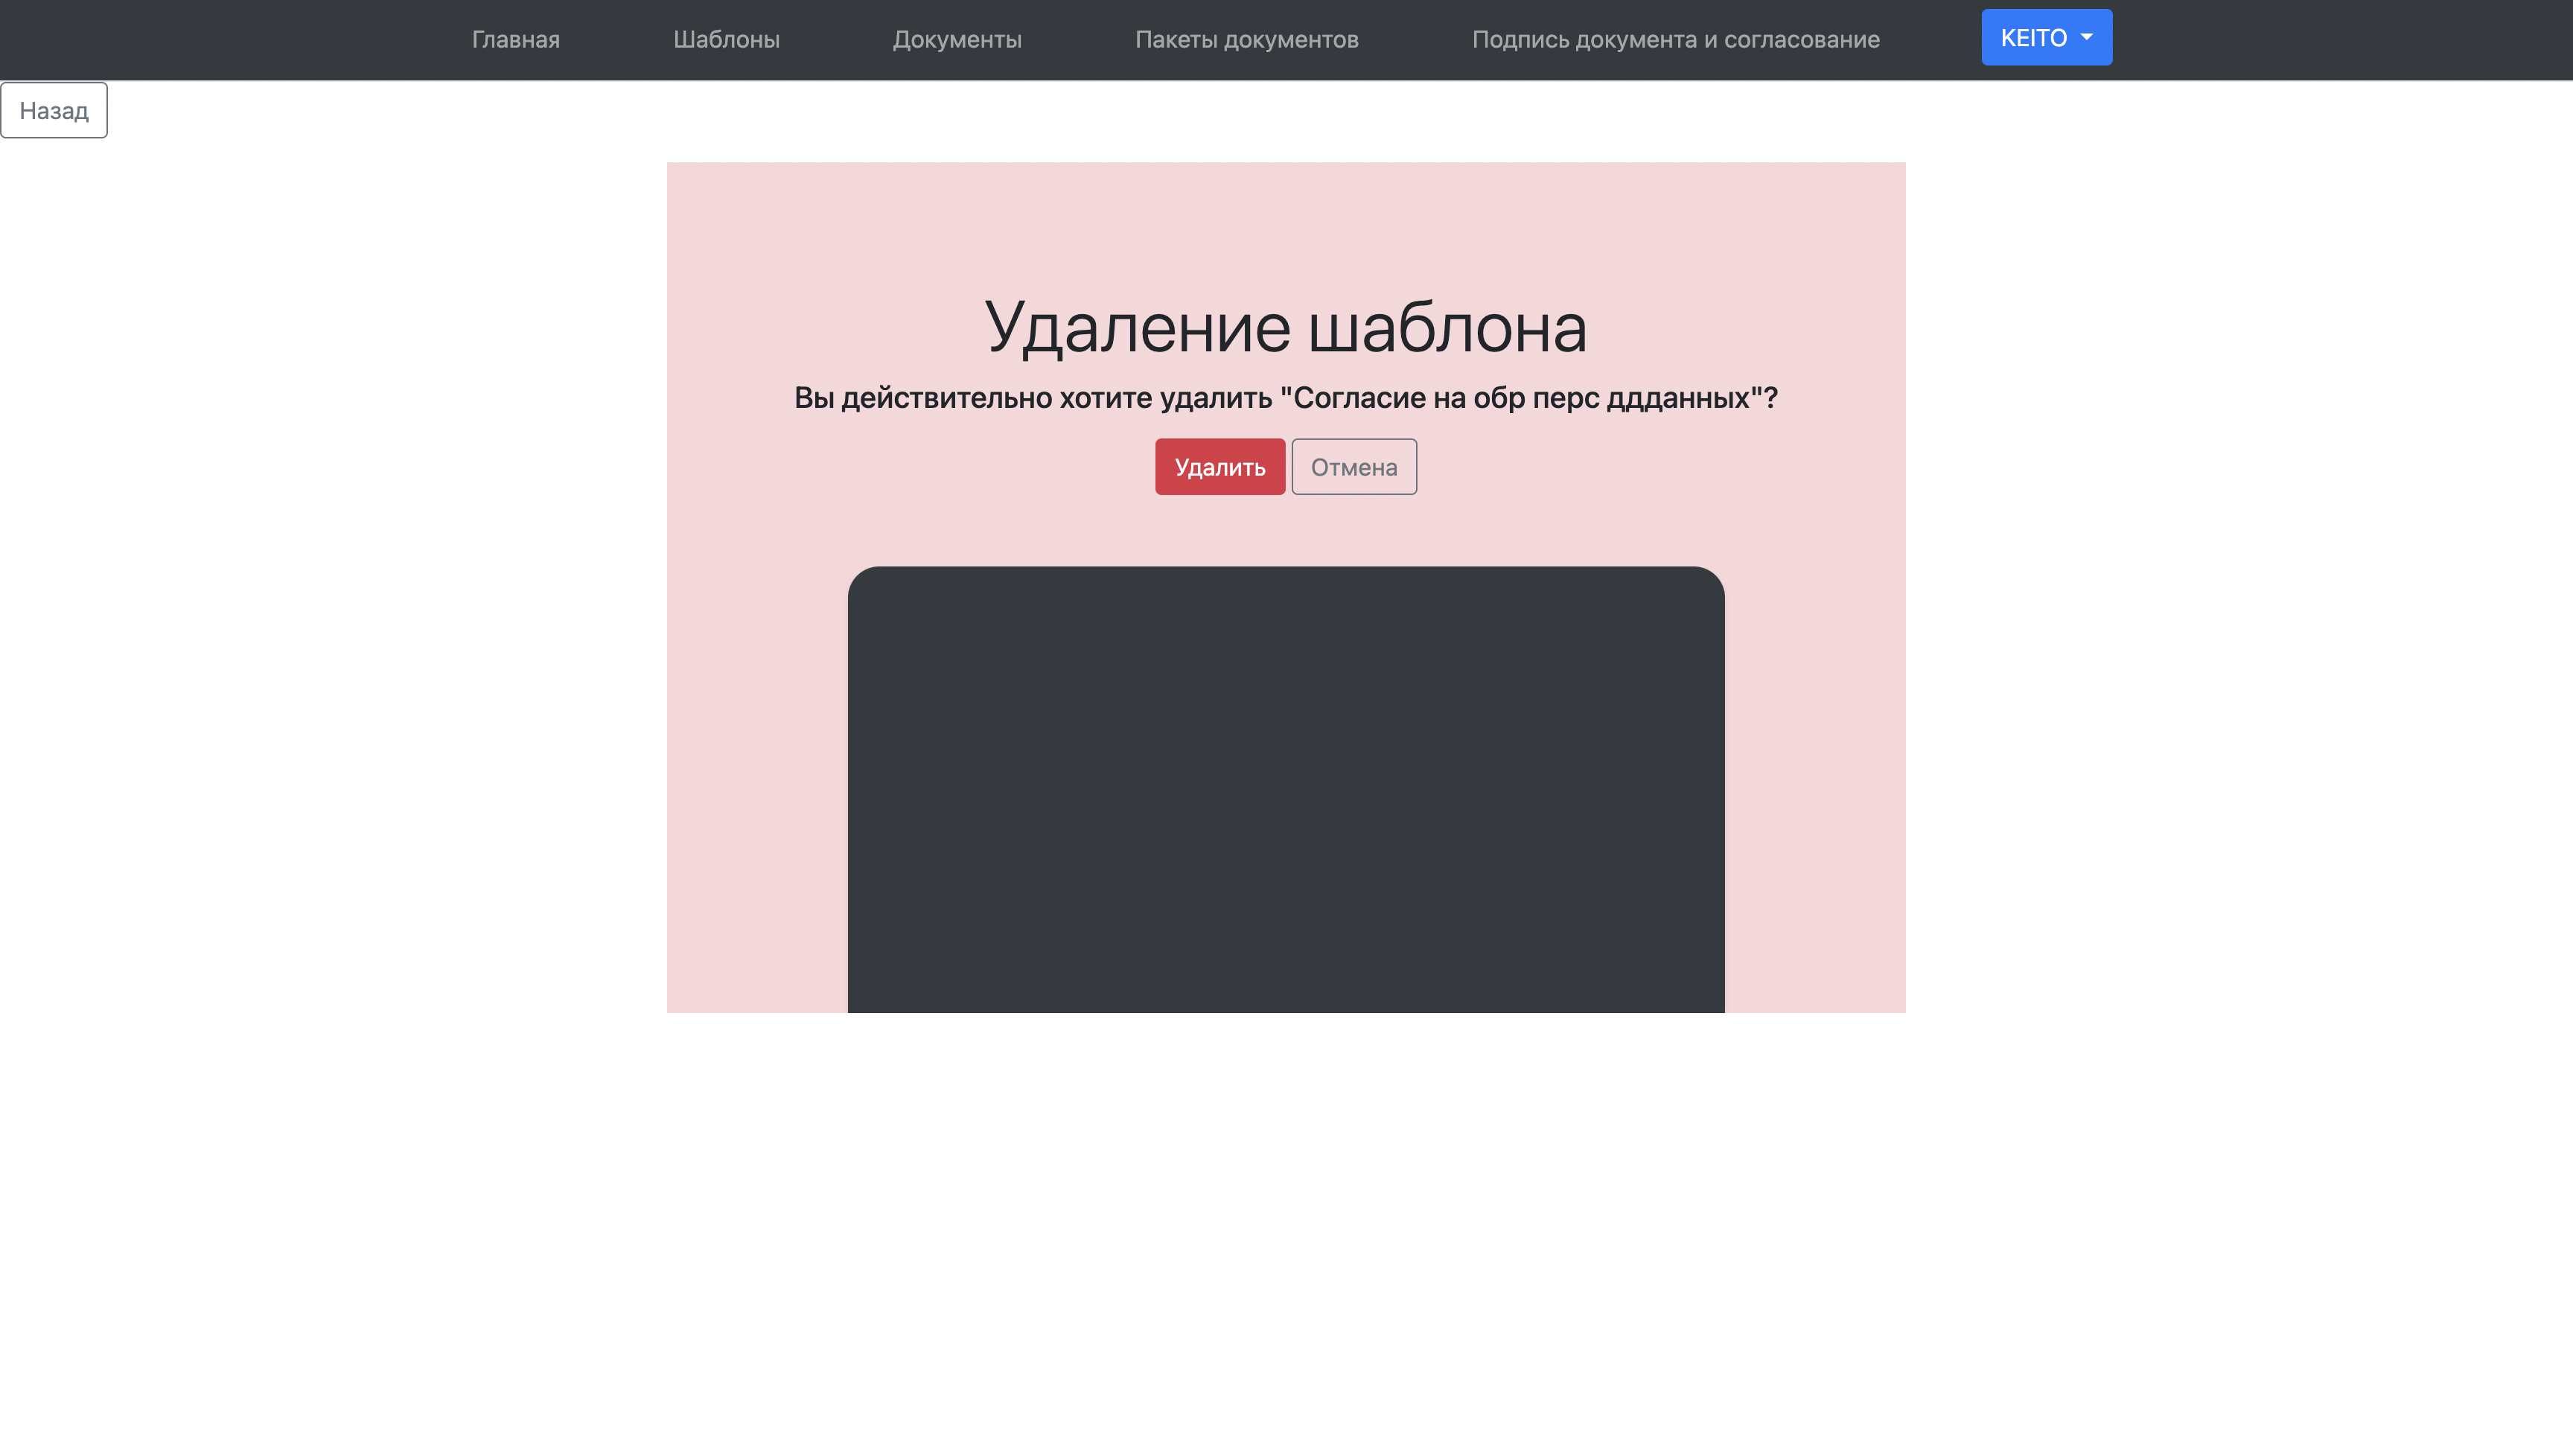 Главная Шаблоны Документы Пакеты документов Подпись документа и согласование KEITO
Назад
Удаление шаблона
Вы действительно хотите удалить "Согласие на обр перс ддданных"?
Удалить Отмена